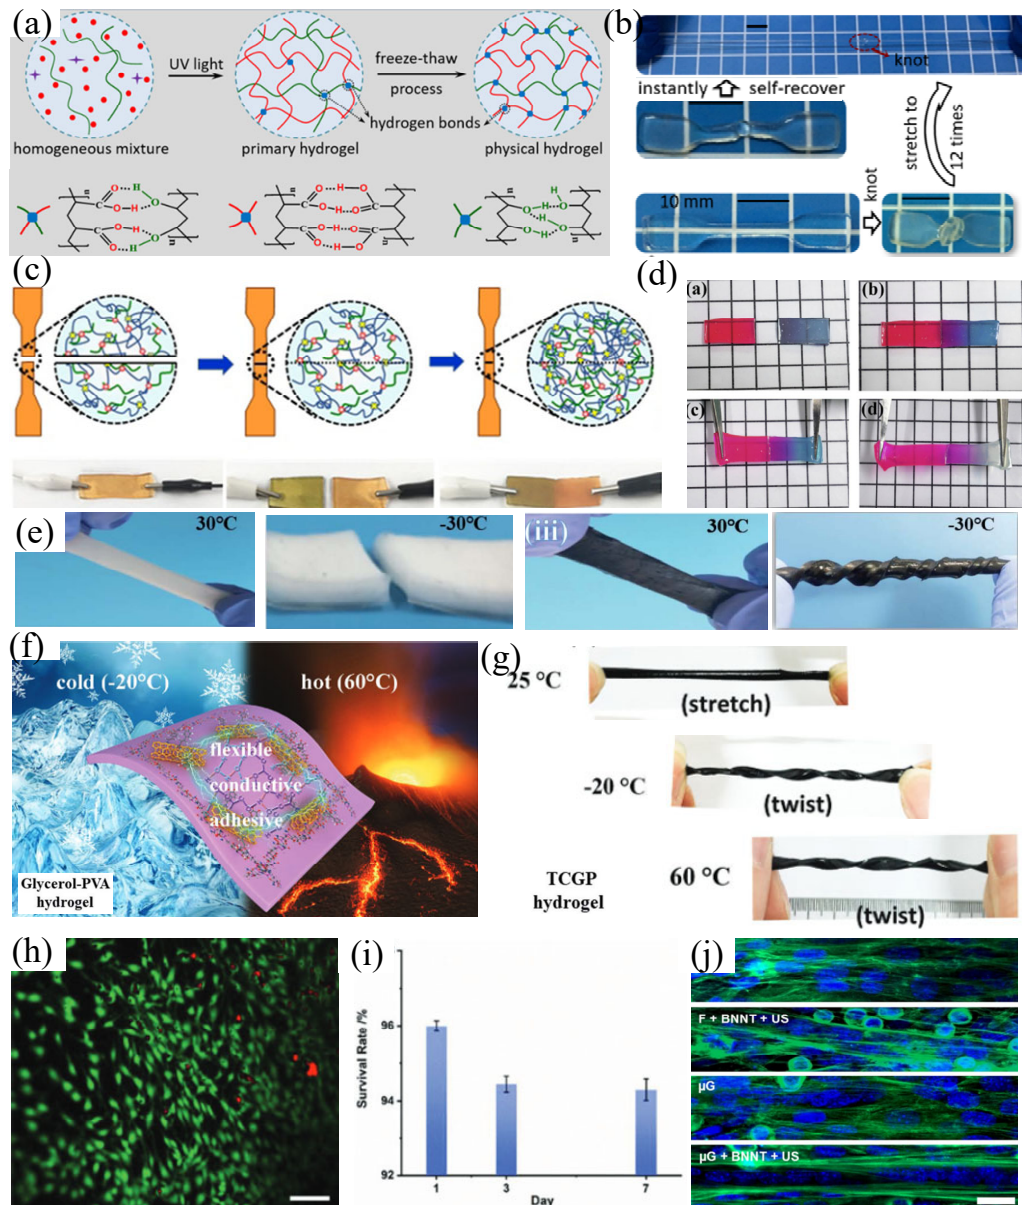 (a)
UV light
freeze-thaw
process
hydrogen bonds
homogeneous mixture
primary hydrogel
physical hydrogel
n
n
n
O
H
O
C
O
H
O
C
O
H
O
O
H
O
n
n
n
O
H
O
C
C
O
H
O
O
H
O
C
C
O
H
O
n
n
H
O
H
O
H
O
H
O
H
(b)
knot
instantly
self-recover
stretch to
12 times
10 mm
knot
(c)
(d)
(a)
(b)
(c)
(d)
(e)
30°C
-30°C
(iii)
30°C
-30°C
(f)
cold (-20°C)
hot (60°C)
flexible
conductive
adhesive
Glycerol-PVA
hydrogel
(g)
25 °C
(stretch)
-20 °C
(twist)
TCGP
hydrogel
60 °C
(twist)
(h)
(i)
Survival Rate /%
96
94
92
1
3
7
Day
(j)
F + BNNT + US
µG
µG + BNNT + US